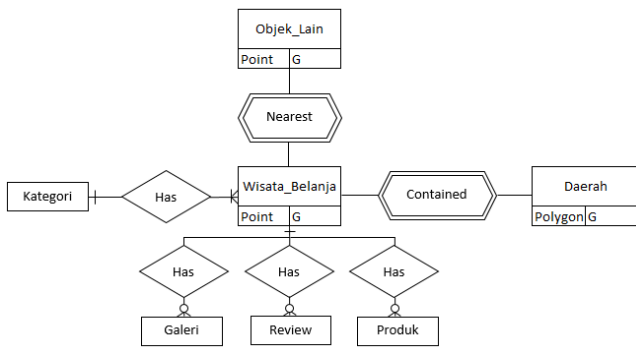 Objek_Lain
Point G
Nearest
Kategori
Has
Wisata_Belanja
Point G
Contained
Daerah
Polygon G
Has
Has
Has
Galeri
Review
Produk